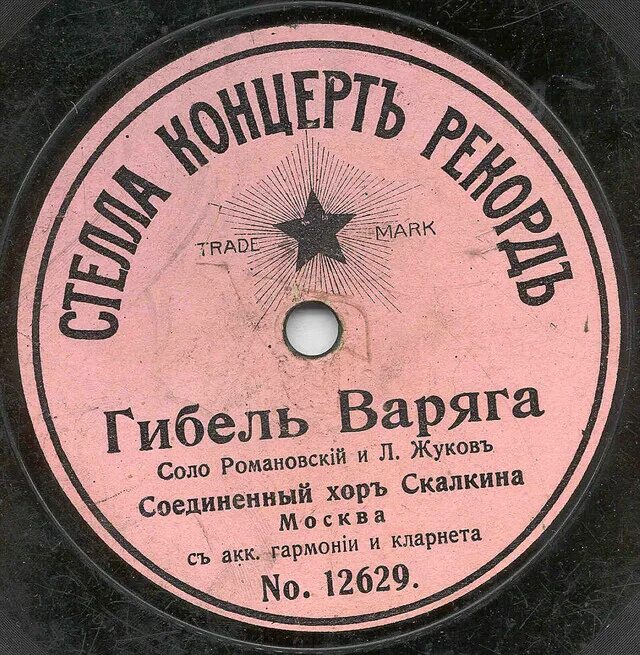 СТЕЛЛА КОНЦЕРТЪ РЕКОРДЪ
TRADE MARK
Гибель Варяга
Соло Романовскій и Л. Жуковъ
Соединенный хоръ Скалкина
Москва
съ акк. гармоніи и кларнета
No. 12629.